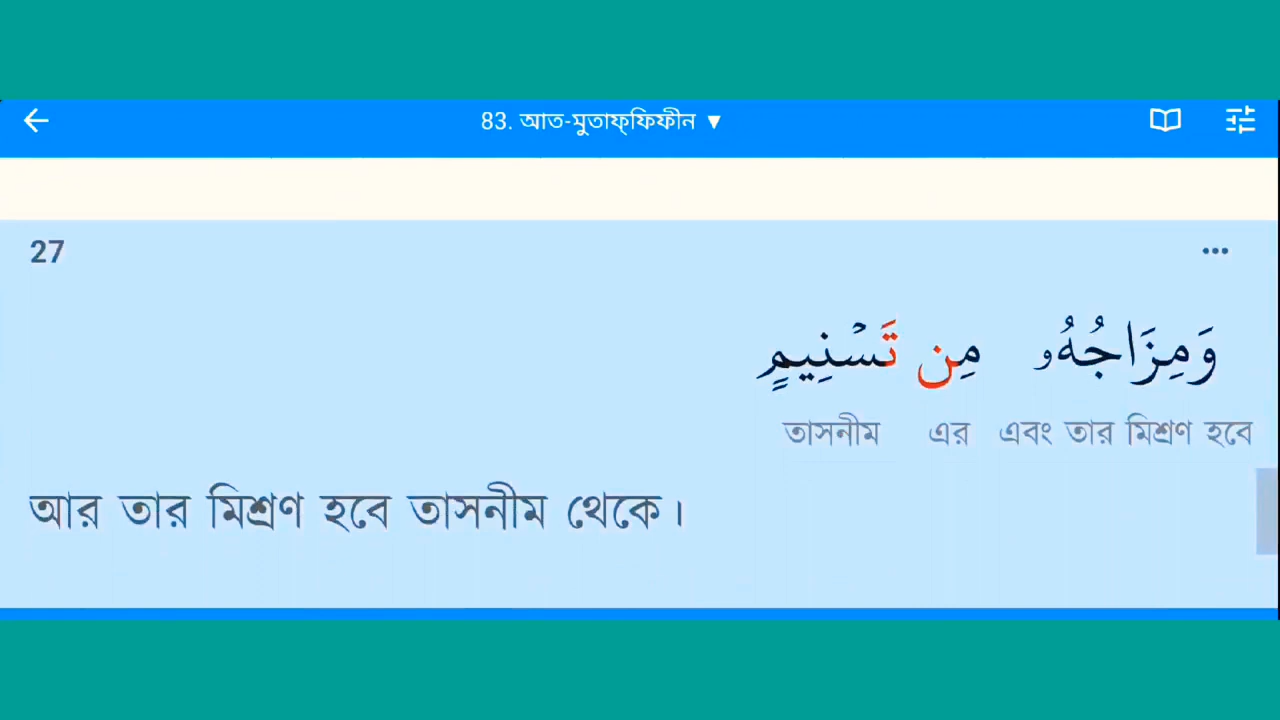 83. আত-মুতাফ্ফিফীন ▼
27
وَمِزَاجُهُۥ مِن تَسْنِيمٍ
তাসনীম এর এবং তার মিশ্রণ হবে
আর তার মিশ্রণ হবে তাসনীম থেকে।